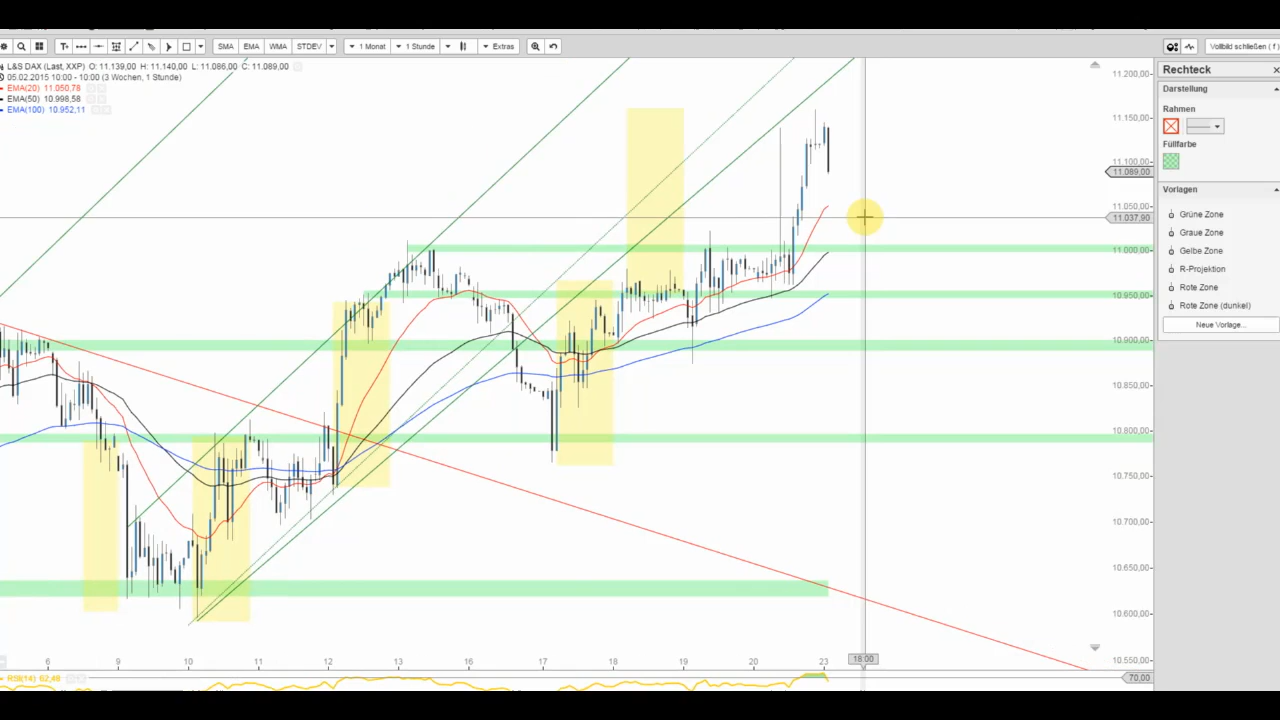 SMA EMA WMA STDEV 1 Monat 1 Stunde Extras Vollbild schließen ( f )
L&S DAX (Last, XXP) O: 11.139,00 H: 11.140,00 L: 11.086,00 C: 11.089,00
05.02.2015 10:00 - 10:00 (3 Wochen, 1 Stunde)
EMA(20) 11.050,78
EMA(50) 10.998,58
EMA(100) 10.952,11
11.200,00
11.150,00
11.100,00
11.089,00
11.050,00
11.037,90
11.000,00
10.950,00
10.900,00
10.850,00
10.800,00
10.750,00
10.700,00
10.650,00
10.600,00
10.550,00
6 9 10 11 12 13 16 17 18 19 20 23 18:00
RSI(14) 62,48
70,00
Rechteck
Darstellung
Rahmen
Füllfarbe
Vorlagen
Grüne Zone
Graue Zone
Gelbe Zone
R-Projektion
Rote Zone
Rote Zone (dunkel)
Neue Vorlage...